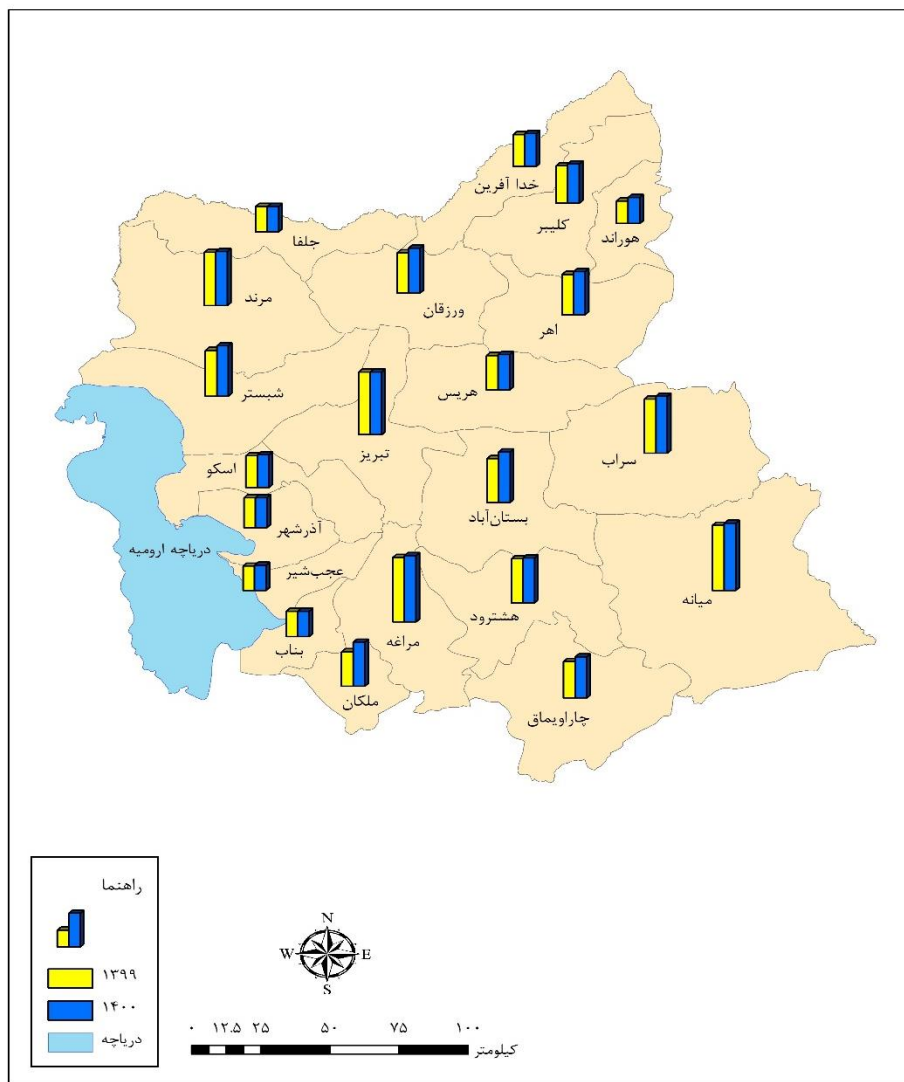 خدا آفرین
کلیبر
هوراند
جلفا
مرند
ورزقان
اهر
شبستر
هریس
تبریز
سراب
اسکو
بستان‌آباد
آذرشهر
دریاچه ارومیه
عجب‌شیر
میانه
هشترود
مراغه
بناب
ملکان
چاراویماق
راهنما
۱۳۹۹
۱۴۰۰
دریاچه
N
W E
S
۰ ۱۲.۵ ۲۵ ۵۰ ۷۵ ۱۰۰
کیلومتر